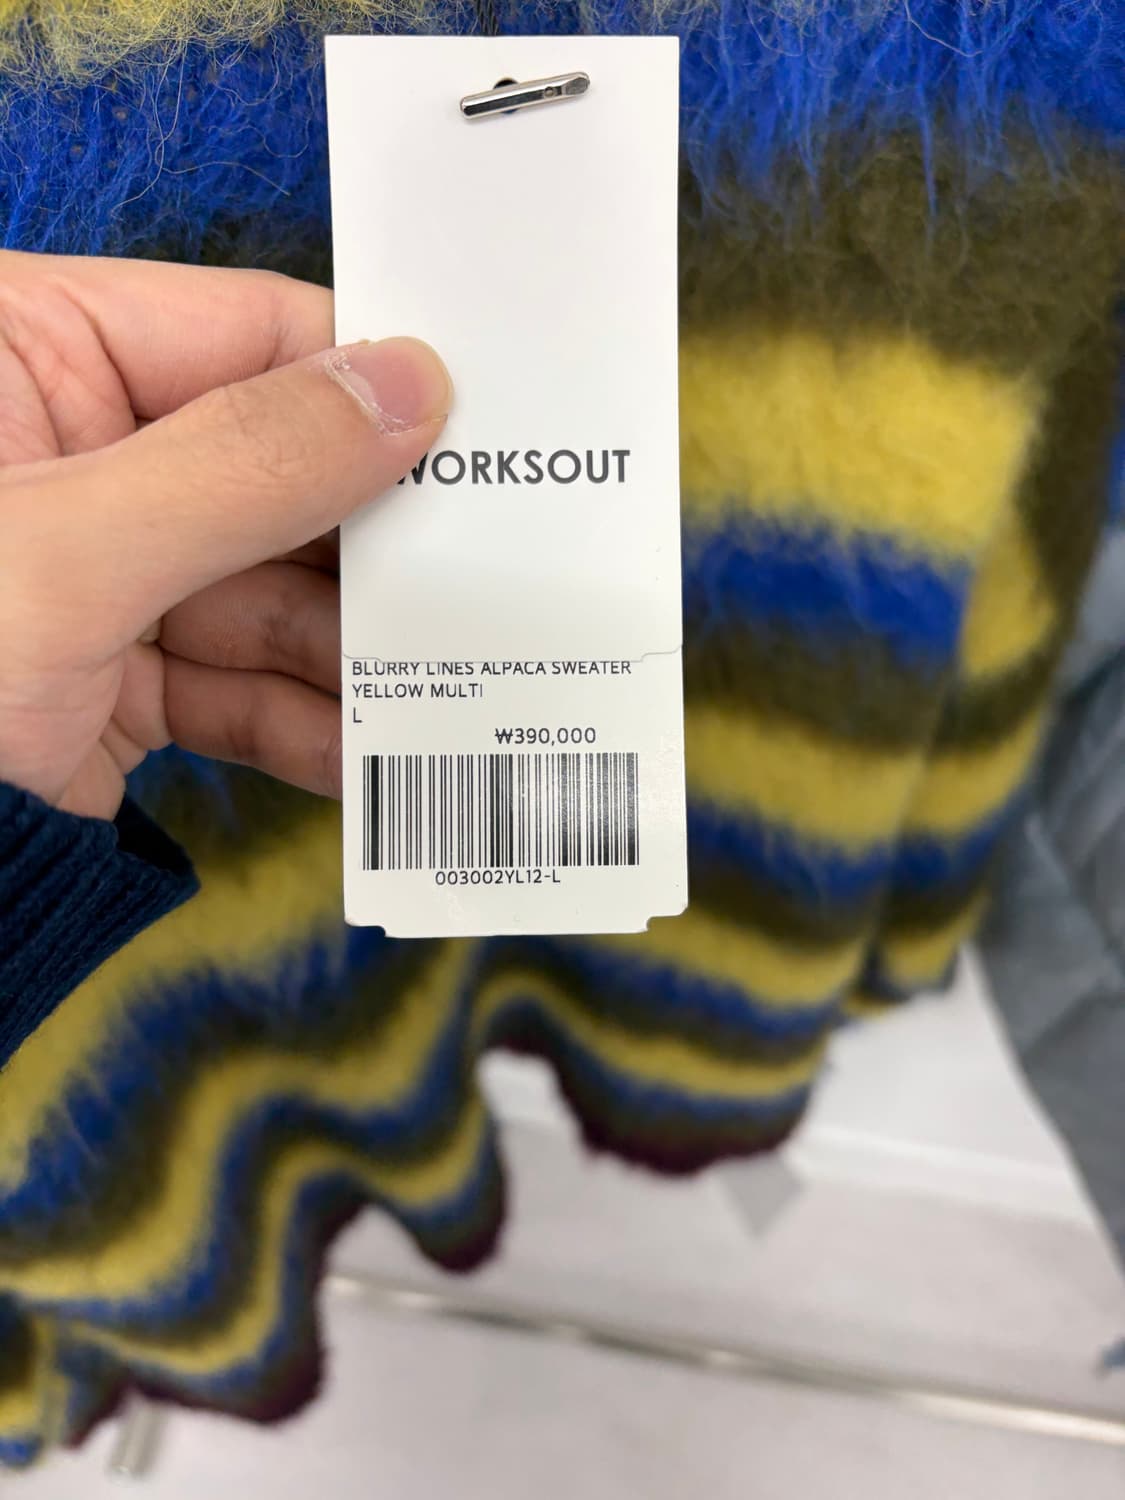 WORKSOUT
BLURRY LINES ALPACA SWEATER
YELLOW MULTI
L
₩390,000
003002YL12-L